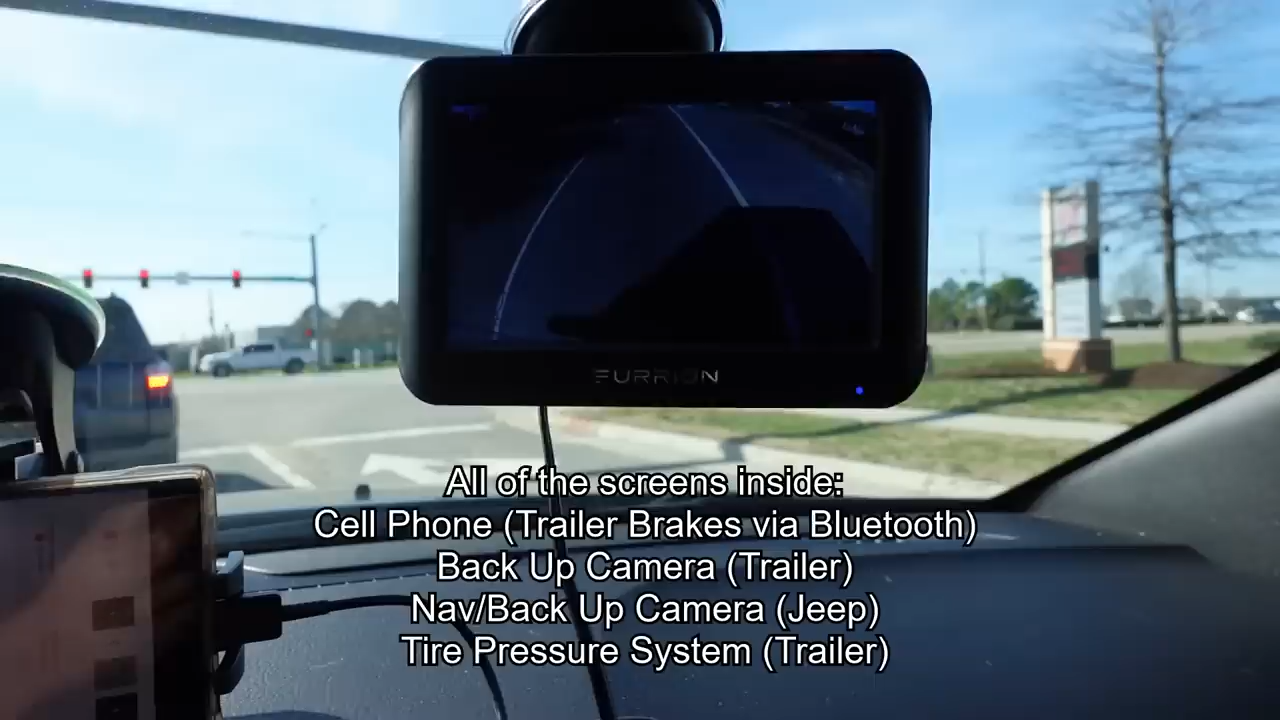 FURRION
All of the screens inside:
Cell Phone (Trailer Brakes via Bluetooth)
Back Up Camera (Trailer)
Nav/Back Up Camera (Jeep)
Tire Pressure System (Trailer)